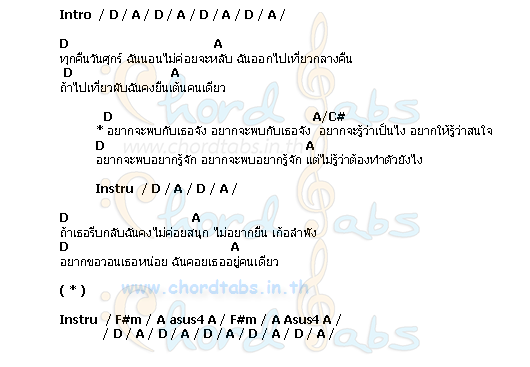 Intro / D / A / D / A / D / A / D / A /
D A
ทุกคืนวันศุกร์ ฉันนอนไม่ค่อยจะหลับ ฉันออกไปเที่ยวกลางคืน
D A
ถ้าไปเที่ยวผับฉันคงยืนเต้นคนเดียว
D A/C#
* อยากจะพบกับเธอจัง อยากจะพบกับเธอจัง อยากจะรู้ว่าเป็นไง อยากให้รู้ว่าสนใจ
D A
อยากจะพบอยากรู้จัก อยากจะพบอยากรู้จัก แต่ไม่รู้ว่าต้องทำตัวยังไง
Instru / D / A / D / A /
D A
ถ้าเธอรีบกลับฉันคงไม่ค่อยสนุก ไม่อยากยืน เก้อลำพัง
D A
อยากขอวอนเธอหน่อย ฉันคอยเธออยู่คนเดียว
( * )
Instru / F#m / A asus4 A / F#m / A Asus4 A /
/ D / A / D / A / D / A / D / A / D / A /
chord tabs
www.chordtabs.in.th
chord tabs
www.chordtabs.in.th